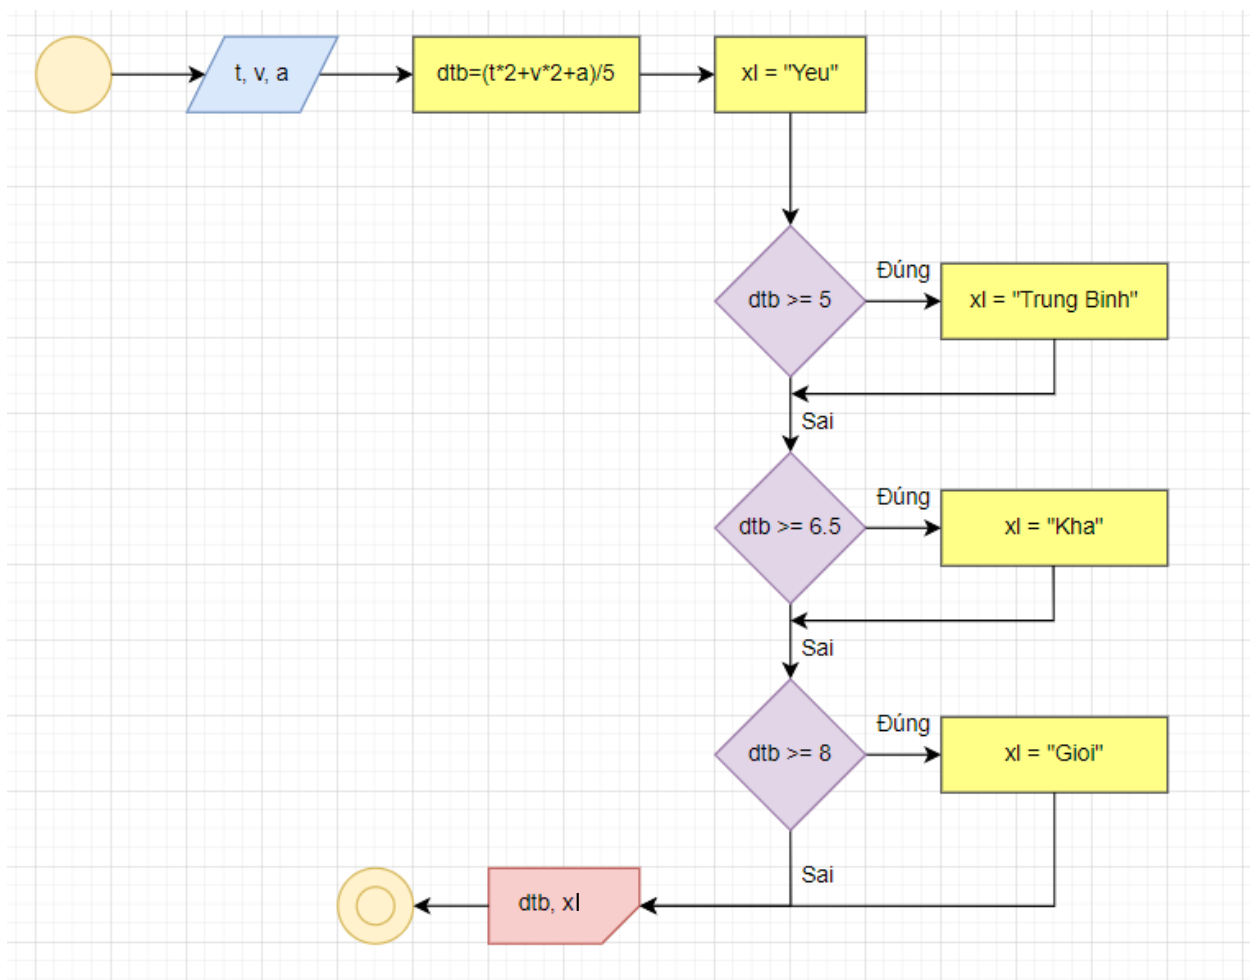 t, v, a
dtb=(t*2+v*2+a)/5
xl = "Yeu"
dtb >= 5
Đúng
xl = "Trung Binh"
Sai
dtb >= 6.5
Đúng
xl = "Kha"
Sai
dtb >= 8
Đúng
xl = "Gioi"
Sai
dtb, xl